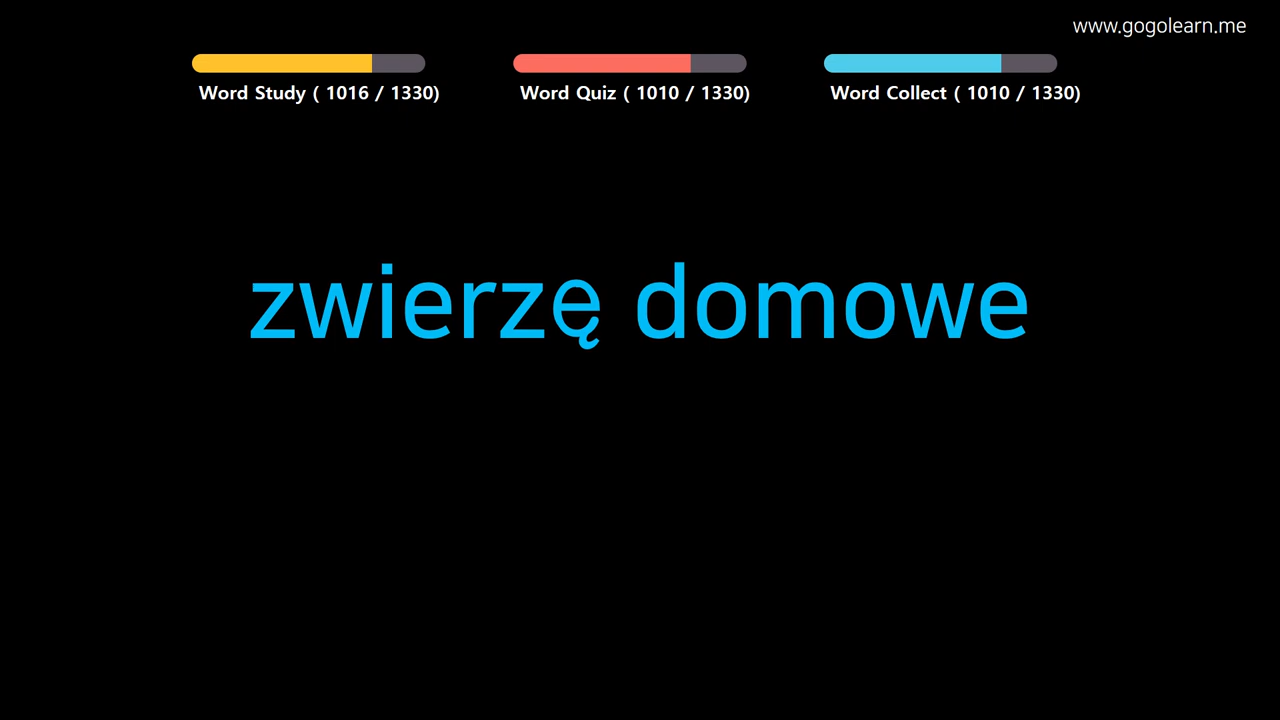 www.gogolearn.me
Word Study ( 1016 / 1330)
Word Quiz ( 1010 / 1330)
Word Collect ( 1010 / 1330)
zwierzę domowe